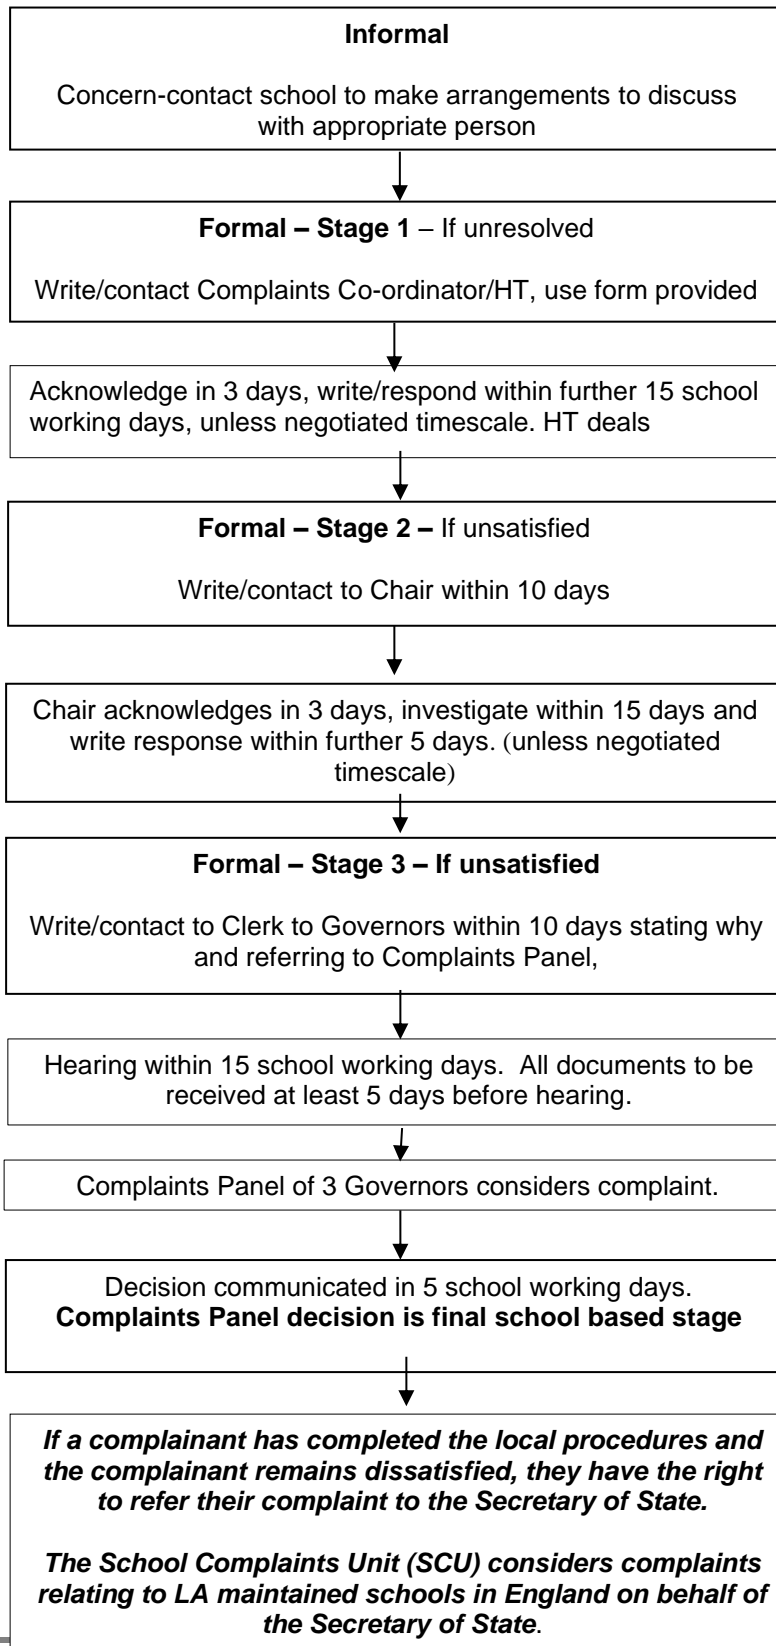 Informal
Concern-contact school to make arrangements to discuss
with appropriate person
Formal – Stage 1 – If unresolved
Write/contact Complaints Co-ordinator/HT, use form provided
Acknowledge in 3 days, write/respond within further 15 school
working days, unless negotiated timescale. HT deals
Formal – Stage 2 – If unsatisfied
Write/contact to Chair within 10 days
Chair acknowledges in 3 days, investigate within 15 days and
write response within further 5 days. (unless negotiated
timescale)
Formal – Stage 3 – If unsatisfied
Write/contact to Clerk to Governors within 10 days stating why
and referring to Complaints Panel,
Hearing within 15 school working days.  All documents to be
received at least 5 days before hearing.
Complaints Panel of 3 Governors considers complaint.
Decision communicated in 5 school working days.
Complaints Panel decision is final school based stage
If a complainant has completed the local procedures and
the complainant remains dissatisfied, they have the right
to refer their complaint to the Secretary of State.
The School Complaints Unit (SCU) considers complaints
relating to LA maintained schools in England on behalf of
the Secretary of State.